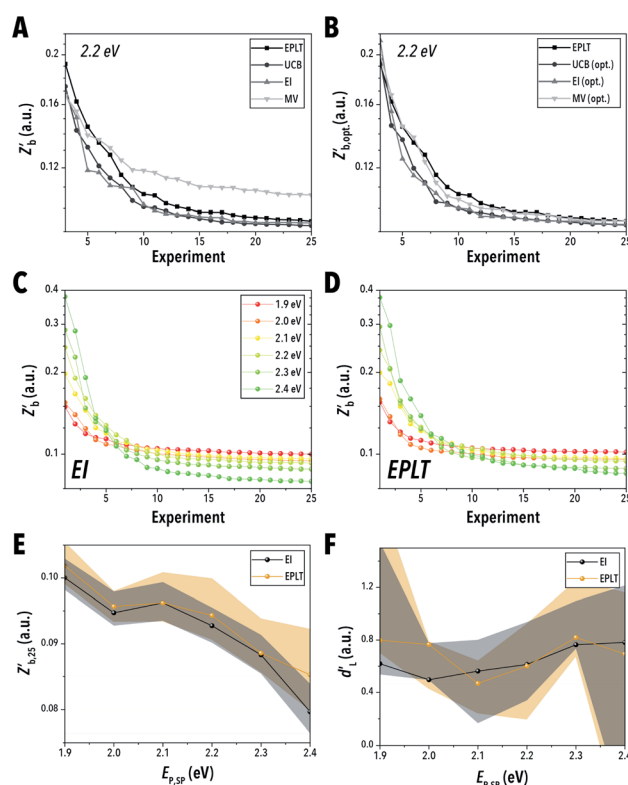 A
2.2 eV
EPLT
UCB
EI
MV
Z'b (a.u.)
0.2
0.16
0.12
5 10 15 20 25
Experiment
B
2.2 eV
EPLT
UCB (opt.)
EI (opt.)
MV (opt.)
Z'b,opt. (a.u.)
0.2
0.16
0.12
5 10 15 20 25
Experiment
C
1.9 eV
2.0 eV
2.1 eV
2.2 eV
2.3 eV
2.4 eV
Z'b (a.u.)
0.4
0.3
0.2
0.1
EI
5 10 15 20 25
Experiment
D
Z'b (a.u.)
0.4
0.3
0.2
0.1
EPLT
5 10 15 20 25
Experiment
E
EI
EPLT
Z'b,25 (a.u.)
0.10
0.09
0.08
1.9 2.0 2.1 2.2 2.3 2.4
EP,SP (eV)
F
EI
EPLT
d'L (a.u.)
1.2
0.8
0.4
0.0
1.9 2.0 2.1 2.2 2.3 2.4
EP,SP (eV)